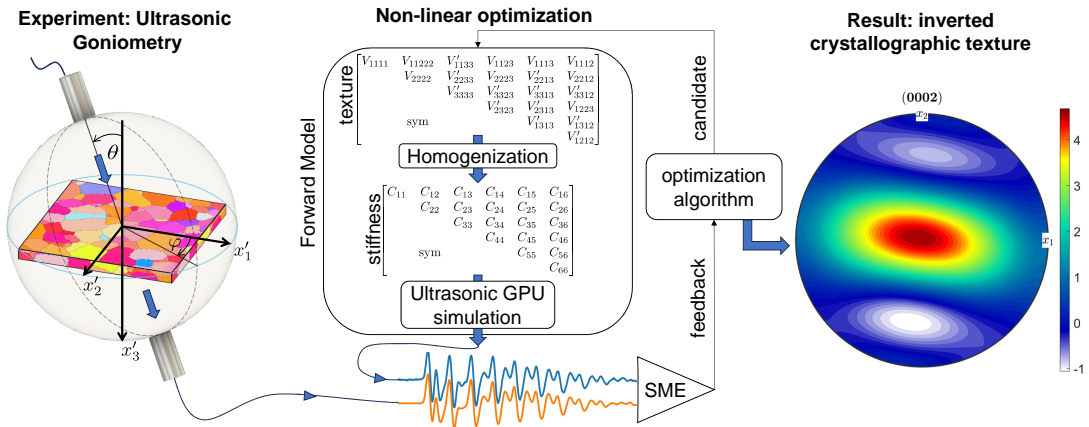 Experiment: Ultrasonic
Goniometry
θ
φ
x′₁
x′₂
x′₃
Non-linear optimization
Forward Model
texture
V₁₁₁₁ V₁₁₂₂₂ V′₁₁₃₃ V₁₁₂₃ V₁₁₁₃ V₁₁₁₂
V₂₂₂₂ V′₂₂₃₃ V₂₂₂₃ V′₂₂₁₃ V₂₂₁₂
V′₃₃₃₃ V′₃₃₂₃ V′₃₃₁₃ V′₃₃₁₂
V′₂₃₂₃ V′₂₃₁₃ V₁₂₂₃
sym V′₁₃₁₃ V′₁₃₁₂
V′₁₂₁₂
Homogenization
stiffness
C₁₁ C₁₂ C₁₃ C₁₄ C₁₅ C₁₆
C₂₂ C₂₃ C₂₄ C₂₅ C₂₆
C₃₃ C₃₄ C₃₅ C₃₆
C₄₄ C₄₅ C₄₆
sym C₅₅ C₅₆
C₆₆
Ultrasonic GPU
simulation
SME
feedback
candidate
optimization
algorithm
Result: inverted
crystallographic texture
(0002)
x₂
x₁
4
3
2
1
0
-1